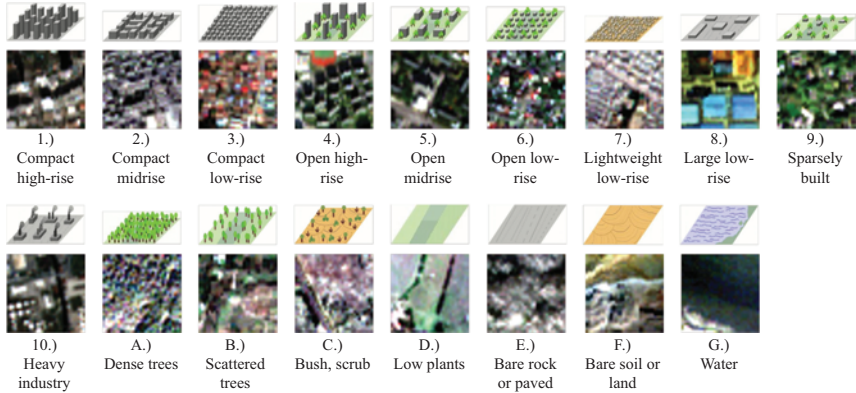 1.)
Compact
high-rise
2.)
Compact
midrise
3.)
Compact
low-rise
4.)
Open high-
rise
5.)
Open
midrise
6.)
Open low-
rise
7.)
Lightweight
low-rise
8.)
Large low-
rise
9.)
Sparsely
built
10.)
Heavy
industry
A.)
Dense trees
B.)
Scattered
trees
C.)
Bush, scrub
D.)
Low plants
E.)
Bare rock
or paved
F.)
Bare soil or
land
G.)
Water